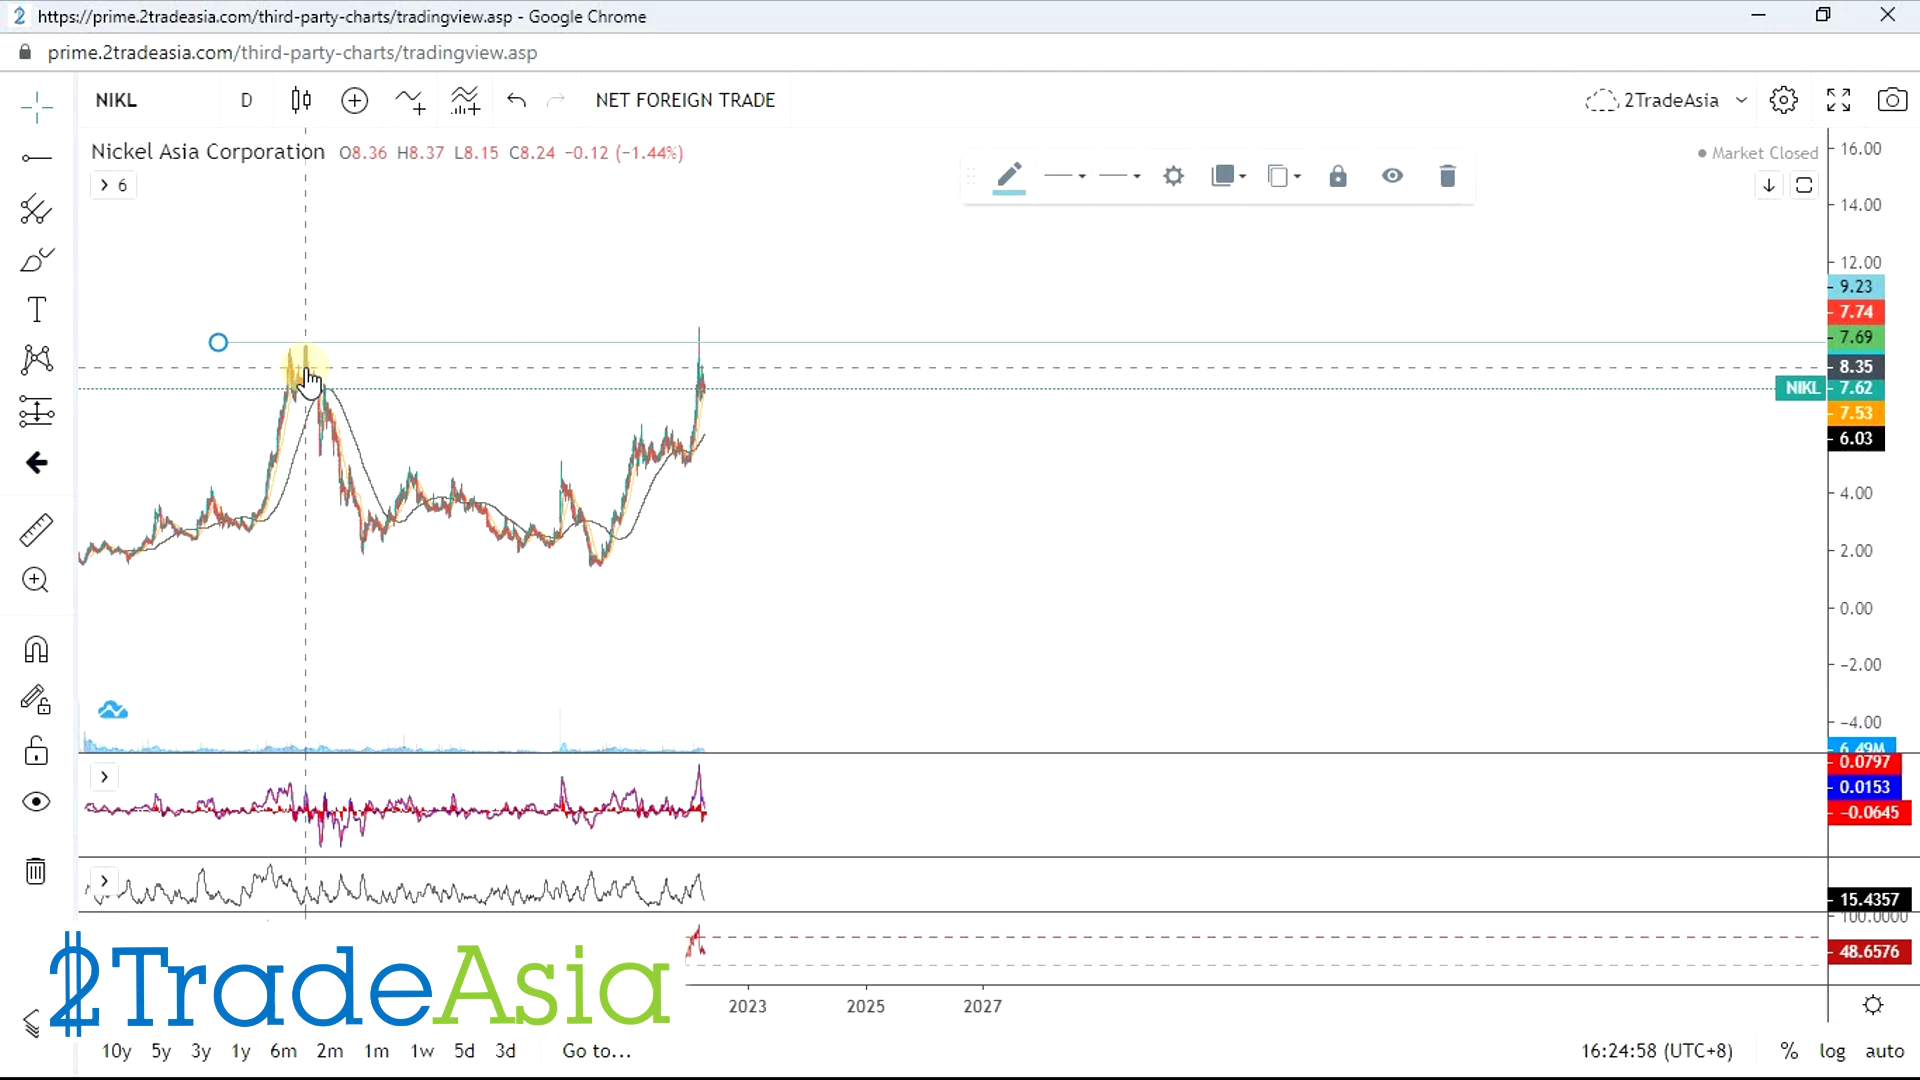 https://prime.2tradeasia.com/third-party-charts/tradingview.asp - Google Chrome
prime.2tradeasia.com/third-party-charts/tradingview.asp
NIKL D NET FOREIGN TRADE 2TradeAsia
Nickel Asia Corporation O8.36 H8.37 L8.15 C8.24 −0.12 (−1.44%)
Market Closed
6
16.00
14.00
12.00
9.23
7.74
7.69
8.35
NIKL 7.62
7.53
6.03
4.00
2.00
0.00
−2.00
−4.00
6.49M
0.0797
0.0153
−0.0645
15.4357
100.0000
48.6576
2TradeAsia
2023 2025 2027
10y 5y 3y 1y 6m 2m 1m 1w 5d 3d Go to... 16:24:58 (UTC+8) % log auto